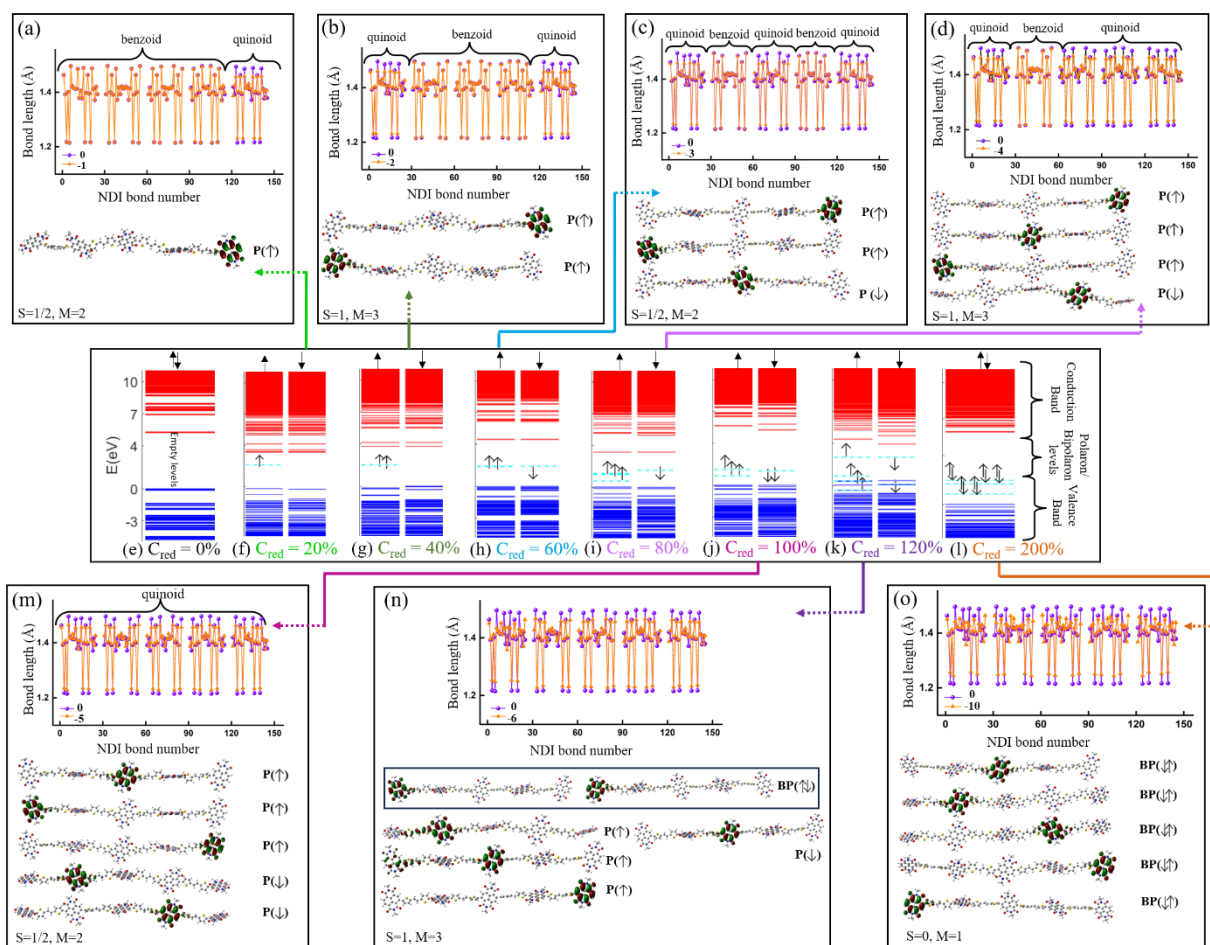 (a)
benzoid quinoid
Bond length (Å)
1.4
1.2
0
-1
0 30 60 90 120 150
NDI bond number
P(↑)
S=1/2, M=2
(b)
quinoid benzoid quinoid
Bond length (Å)
1.4
1.2
0
-2
0 30 60 90 120 150
NDI bond number
P(↑)
P(↑)
S=1, M=3
(c)
quinoid benzoid quinoid benzoid quinoid
Bond length (Å)
1.4
1.2
0
-3
0 30 60 90 120 150
NDI bond number
P(↑)
P(↑)
P (↓)
S=1/2, M=2
(d)
quinoid benzoid quinoid
Bond length (Å)
1.4
1.2
0
-4
0 30 60 90 120 150
NDI bond number
P(↑)
P(↑)
P(↑)
P(↓)
S=1, M=3
E(eV)
10
7
4
0
-3
Empty levels
Conduction
Band
Polaron/
Bipolaron
levels
Valence
Band
(e) Cred = 0%
(f) Cred = 20%
(g) Cred = 40%
(h) Cred = 60%
(i) Cred = 80%
(j) Cred = 100%
(k) Cred = 120%
(l) Cred = 200%
(m)
quinoid
Bond length (Å)
1.4
1.2
0
-5
0 30 60 90 120 150
NDI bond number
P(↑)
P(↑)
P(↑)
P(↓)
P(↓)
S=1/2, M=2
(n)
Bond length (Å)
1.4
1.2
0
-6
0 30 60 90 120 150
NDI bond number
BP(↑↓)
P(↑)
P(↓)
P(↑)
P(↑)
S=1, M=3
(o)
Bond length (Å)
1.4
1.2
0
-10
0 30 60 90 120 150
NDI bond number
BP(↓↑)
BP(↓↑)
BP(↓↑)
BP(↓↑)
BP(↓↑)
S=0, M=1